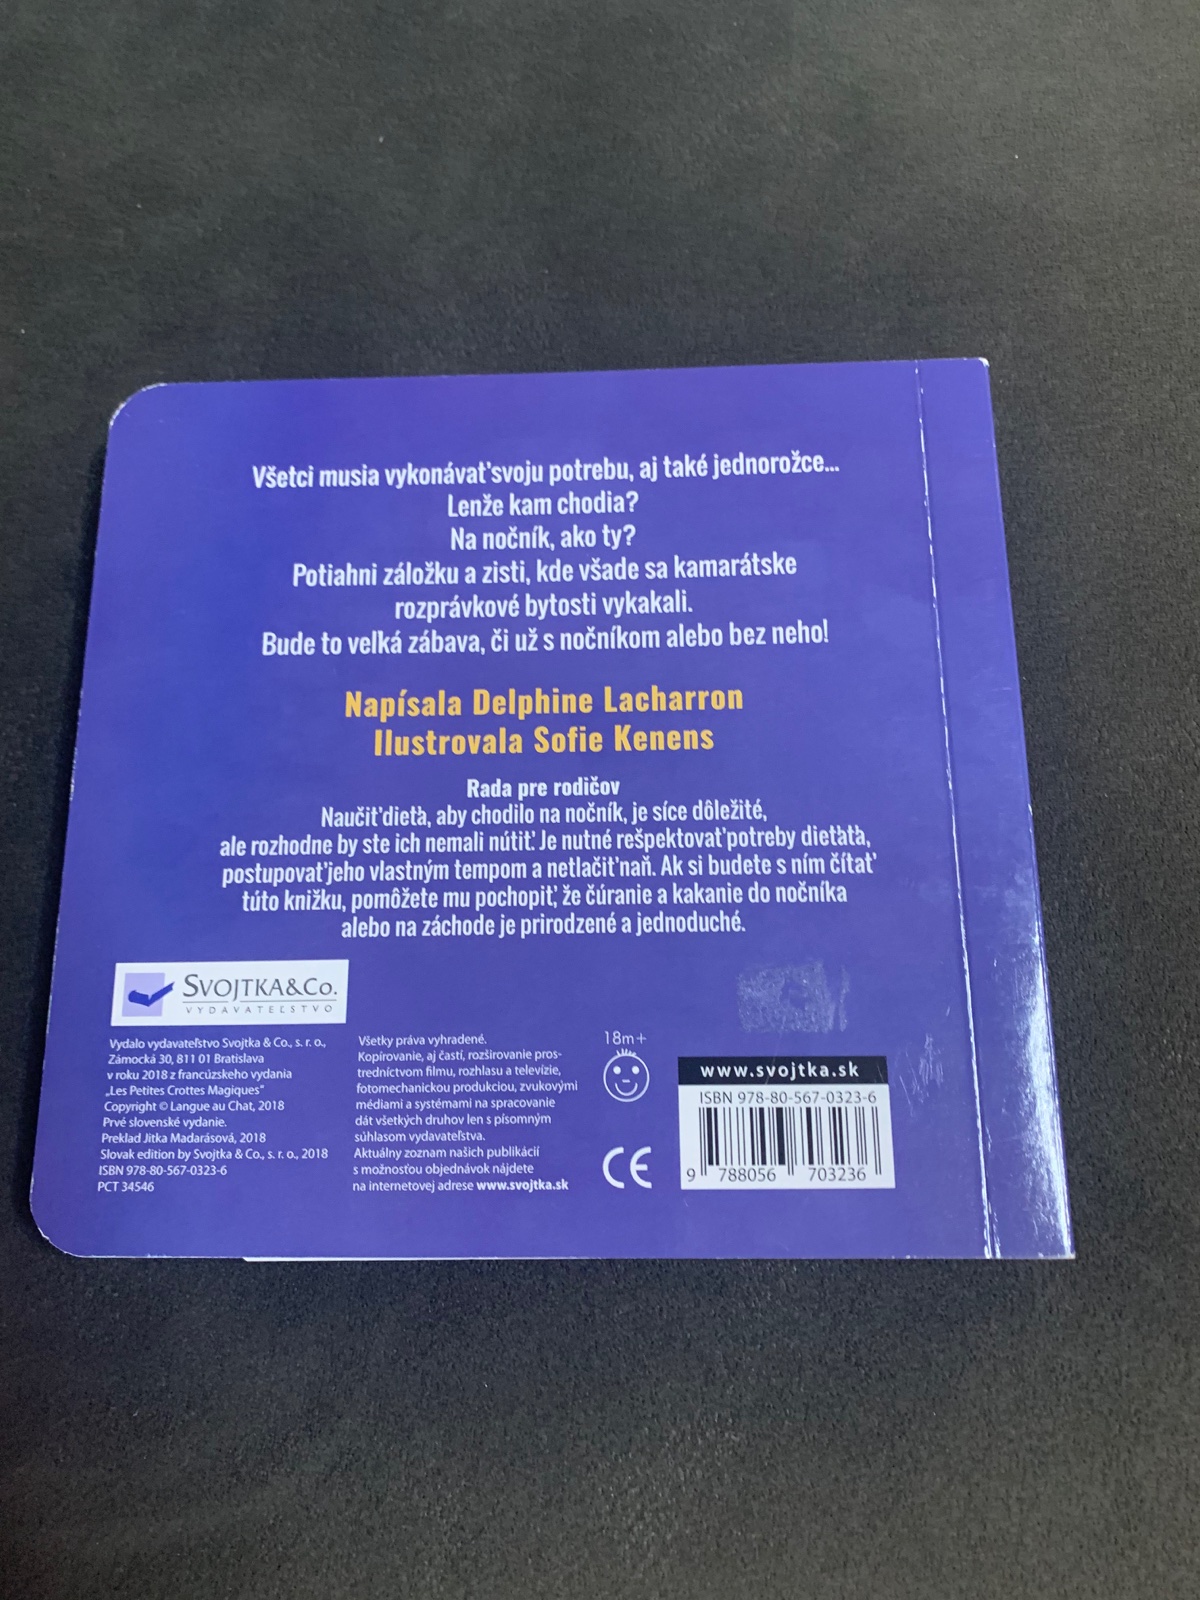 Všetci musia vykonávať svoju potrebu, aj také jednorožce...
Lenže kam chodia?
Na nočník, ako ty?
Potiahni záložku a zisti, kde všade sa kamarátske
rozprávkové bytosti vykakali.
Bude to veľká zábava, či už s nočníkom alebo bez neho!
Napísala Delphine Lacharron
Ilustrovala Sofie Kenens
Rada pre rodičov
Naučiť dieťa, aby chodilo na nočník, je síce dôležité,
ale rozhodne by ste ich nemali nútiť. Je nutné rešpektovať potreby dieťaťa,
postupovať jeho vlastným tempom a netlačiť naň. Ak si budete s ním čítať
túto knižku, pomôžete mu pochopiť, že čúranie a kakanie do nočníka
alebo na záchode je prirodzené a jednoduché.
SVOJTKA&CO.
VYDAVATEĽSTVO
Vydalo vydavateľstvo Svojtka & Co., s. r. o.,
Zámocká 30, 811 01 Bratislava
v roku 2018 z francúzskeho vydania
„Les Petites Crottes Magiques“
Copyright © Langue au Chat, 2018
Prvé slovenské vydanie.
Preklad Jitka Madarásová, 2018
Slovak edition by Svojtka & Co., s. r. o., 2018
ISBN 978-80-567-0323-6
PCT 34546
Všetky práva vyhradené.
Kopírovanie, aj častí, rozširovanie pros-
tredníctvom filmu, rozhlasu a televízie,
fotomechanickou produkciou, zvukovými
médiami a systémami na spracovanie
dát všetkých druhov len s písomným
súhlasom vydavateľstva.
Aktuálny zoznam našich publikácií
s možnosťou objednávok nájdete
na internetovej adrese www.svojtka.sk
18m+
CE
www.svojtka.sk
ISBN 978-80-567-0323-6
9 788056 703236